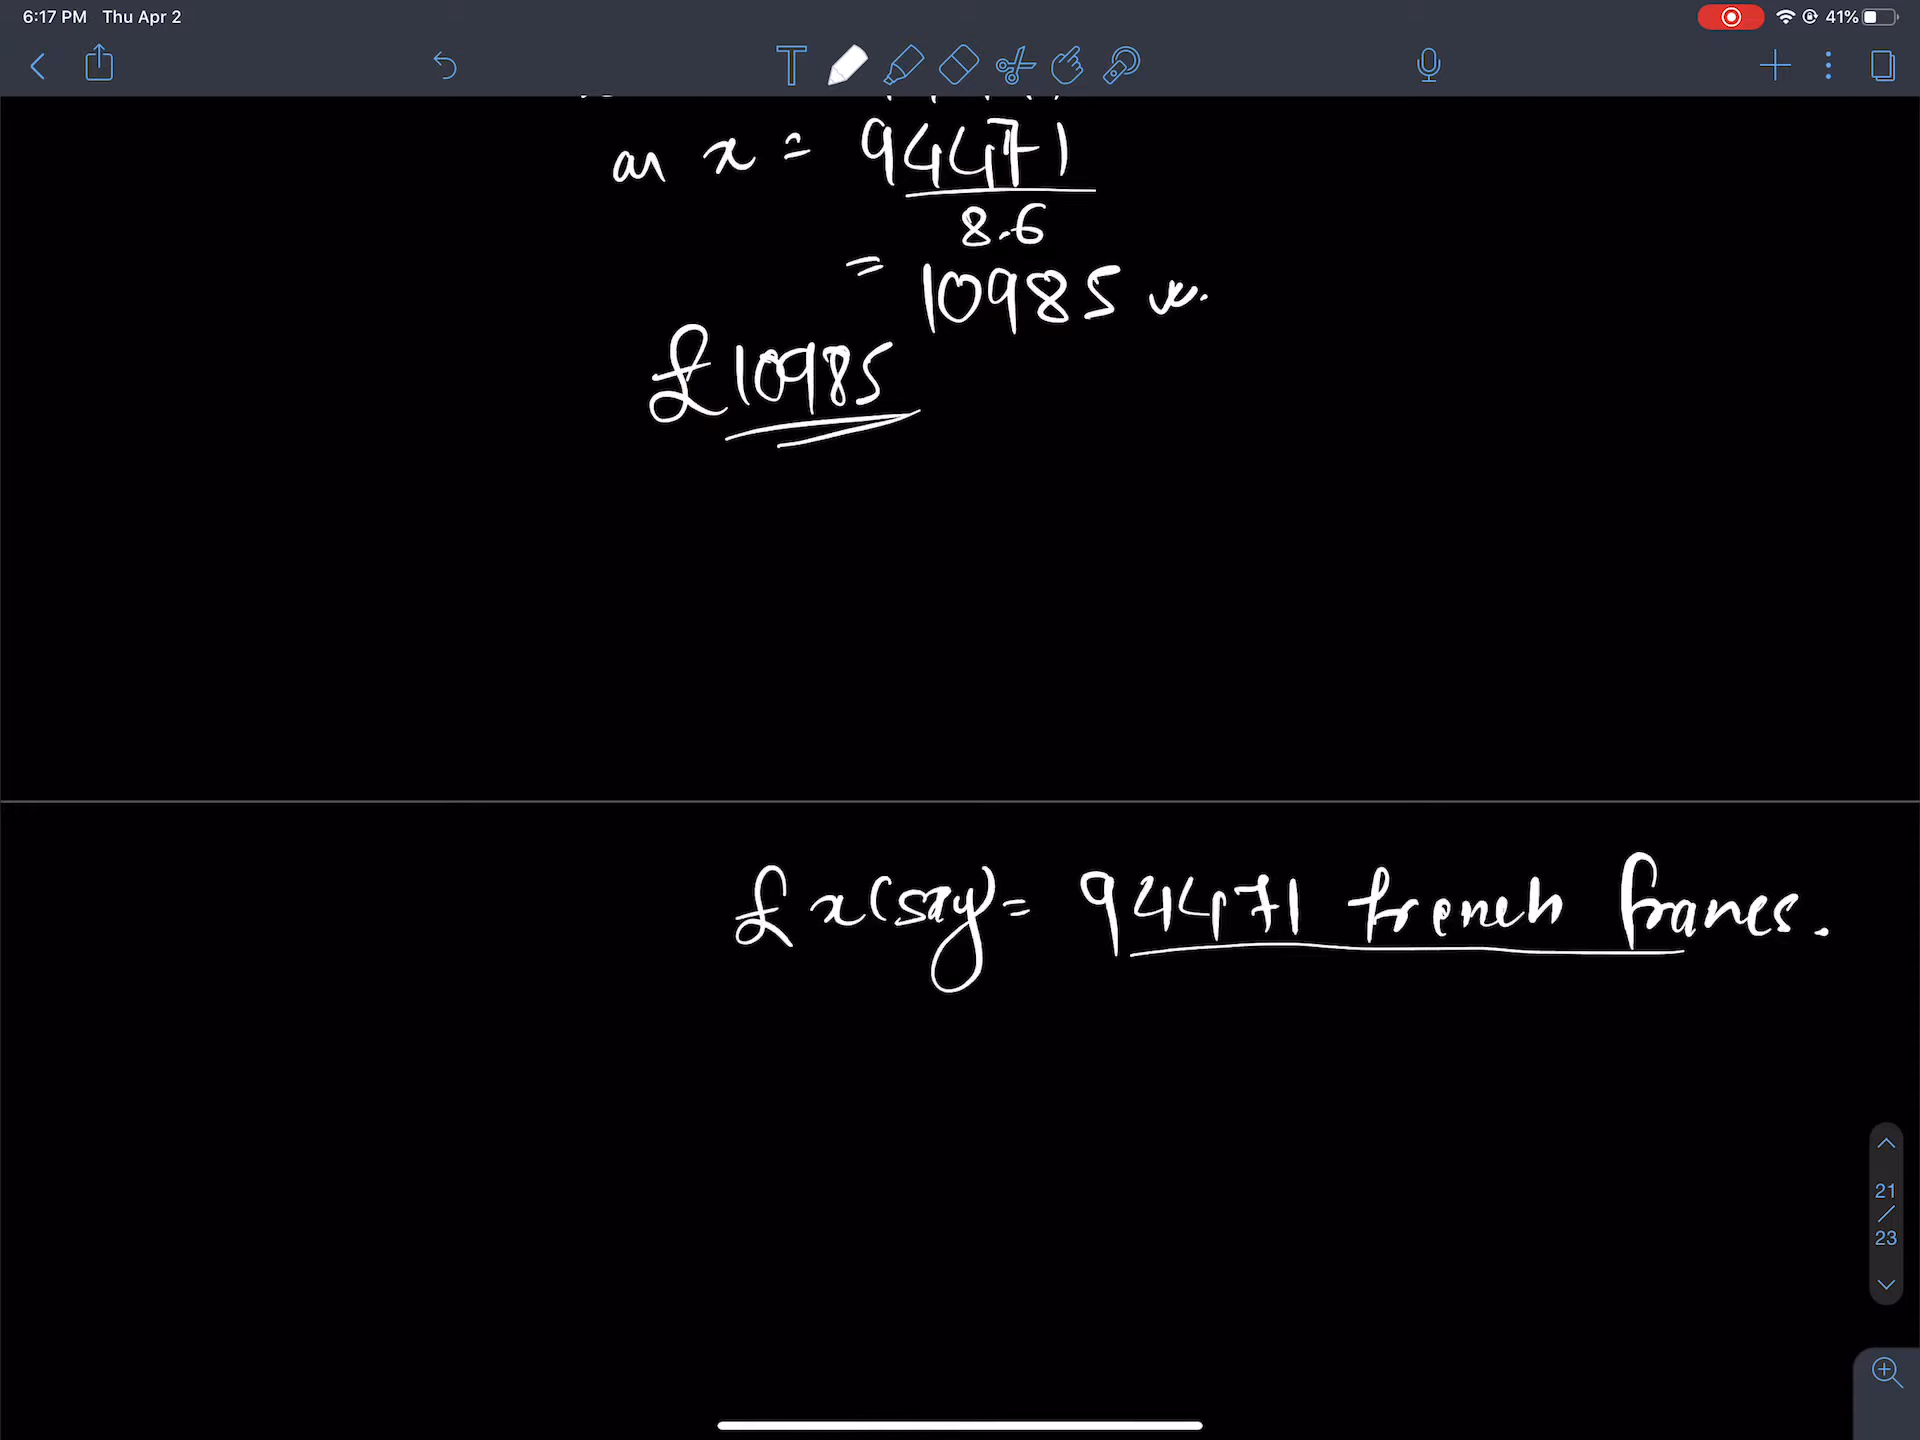 6:17 PM Thu Apr 2
41%
T
or x = 94471
8.6
= 10985
£10985
£ x (say) = 94471 french francs.
21
/
23